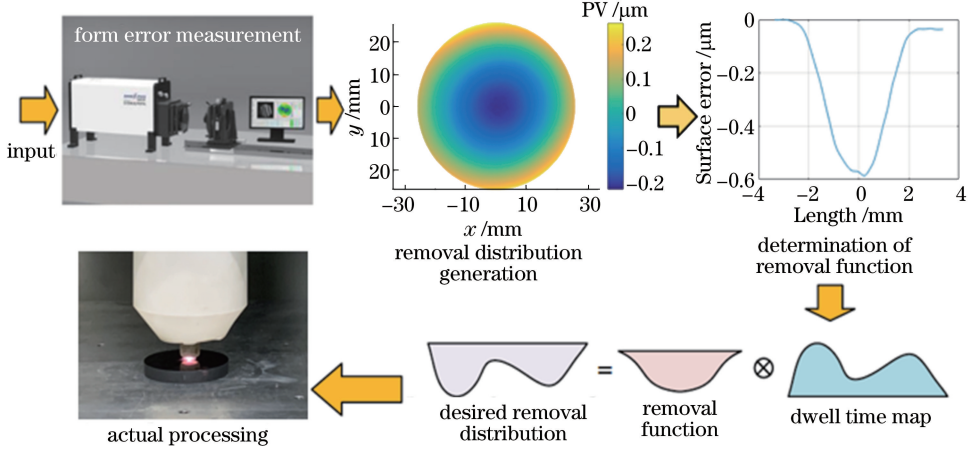 form error measurement
input
PV/μm
20
10
0
10
20
y/mm
−30
−10
10
30
x/mm
0.2
0.1
0
−0.1
−0.2
removal distribution
generation
Surface error/μm
0
−0.2
−0.4
−0.6
−4
−2
0
2
4
Length/mm
determination of
removal function
actual processing
desired removal
distribution
=
removal
function
⊗
dwell time map